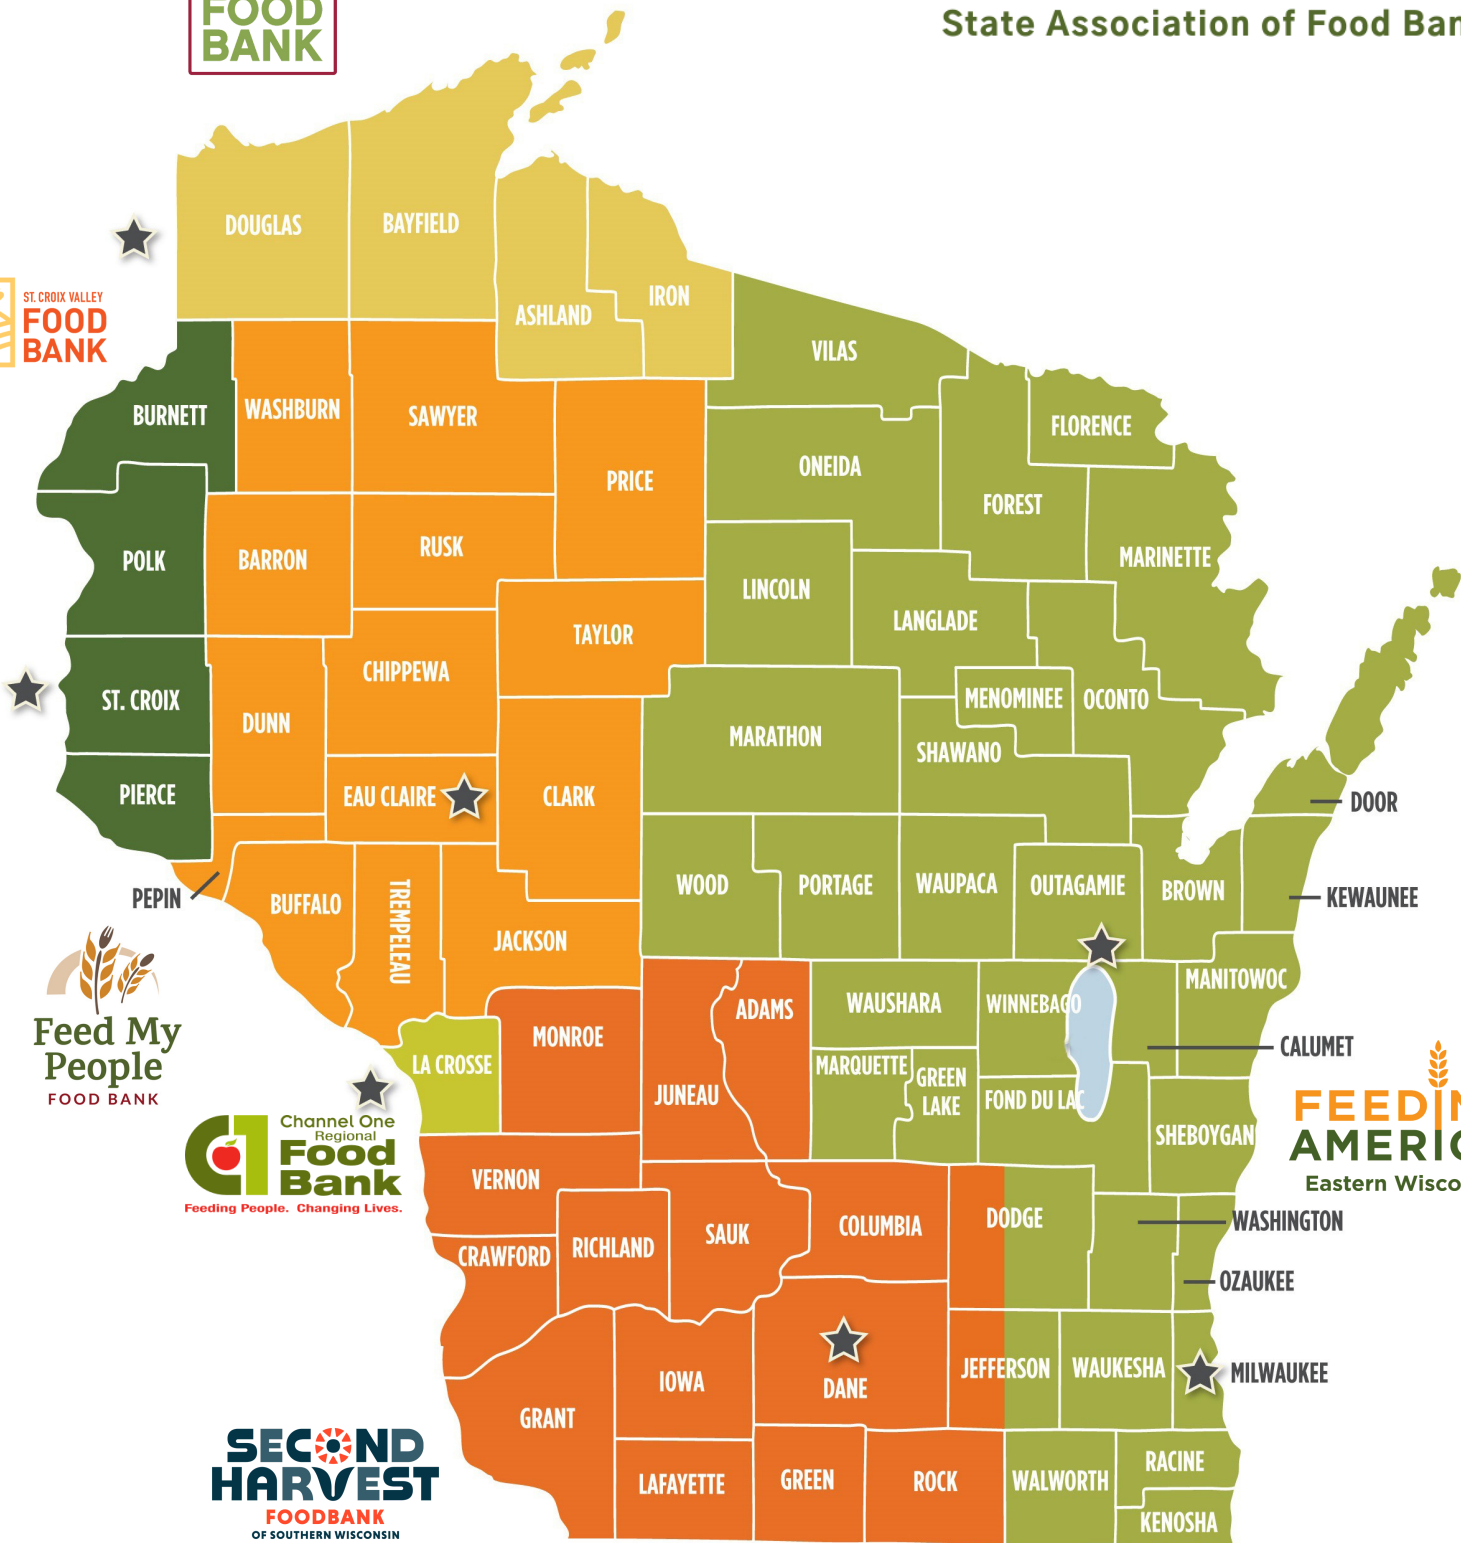 FOOD
BANK
State Association of Food
DOUGLAS
BAYFIELD
ASHLAND
IRON
VILAS
ST. CROIX VALLEY
FOOD
BANK
BURNETT
WASHBURN
SAWYER
PRICE
ONEIDA
FLORENCE
FOREST
MARINETTE
POLK
BARRON
RUSK
LINCOLN
LANGLADE
TAYLOR
CHIPPEWA
ST. CROIX
DUNN
MARATHON
MENOMINEE
OCONTO
SHAWANO
PIERCE
EAU CLAIRE
CLARK
DOOR
PEPIN
BUFFALO
TREMPELEAU
JACKSON
WOOD
PORTAGE
WAUPACA
OUTAGAMIE
BROWN
KEWAUNEE
MANITOWOC
ADAMS
WAUSHARA
WINNEBAGO
Feed My
People
FOOD BANK
MONROE
LA CROSSE
JUNEAU
MARQUETTE
GREEN
LAKE
FOND DU LAC
CALUMET
SHEBOYGAN
Channel One
Regional
Food
Bank
Feeding People. Changing Lives.
AMERIC
Eastern
VERNON
CRAWFORD
RICHLAND
SAUK
COLUMBIA
DODGE
WASHINGTON
OZAUKEE
IOWA
DANE
JEFFERSON
WAUKESHA
MILWAUKEE
GRANT
LAFAYETTE
GREEN
ROCK
WALWORTH
RACINE
KENOSHA
SECOND
HARVEST
FOODBANK
OF SOUTHERN WISCONSIN